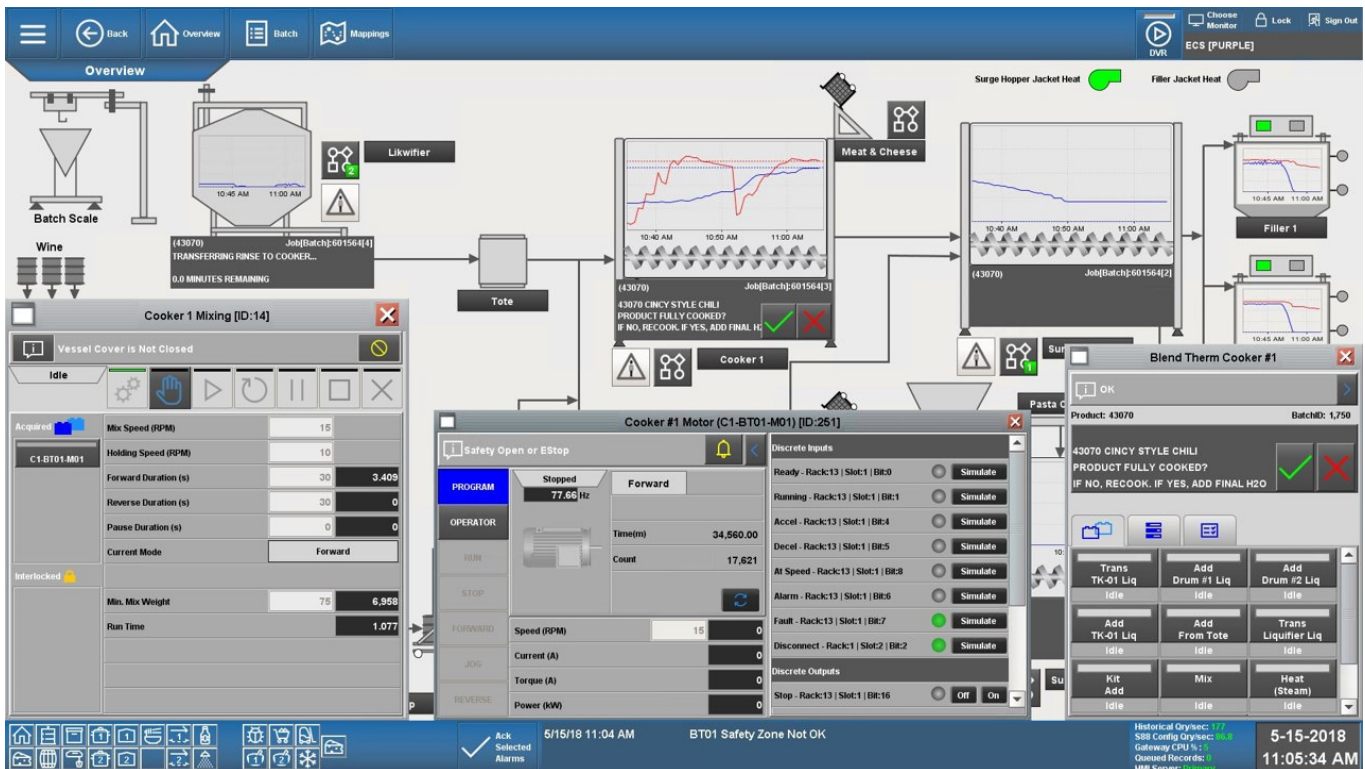 Back
Overview
Batch
Mappings
DVR
Choose Monitor
Lock
Sign Out
ECS [PURPLE]
Overview
Surge Hopper Jacket Heat
Filler Jacket Heat
Batch Scale
Wine
10:45 AM 11:00 AM
2
Likwifier
(43070) Job[Batch]:601564[4]
TRANSFERRING RINSE TO COOKER...
0.0 MINUTES REMAINING
Tote
Meat & Cheese
10:40 AM 10:50 AM 11:00 AM
(43070) Job[Batch]:601564[3]
43070 CINCY STYLE CHILI
PRODUCT FULLY COOKED?
IF NO, RECOOK. IF YES, ADD FINAL
Cooker 1
10:40 AM 10:50 AM 11:00 AM
(43070) Job[Batch]:601564[2]
1
10:45 AM 11:00 AM
Filler 1
10:45 AM 11:00 AM
Cooker 1 Mixing [ID:14]
Vessel Cover is Not Closed
Idle
Acquired
C1-BT01-M01
Interlocked
Mix Speed (RPM) 15
Holding Speed (RPM) 10
Forward Duration (s) 30 3.409
Reverse Duration (s) 30 0
Pause Duration (s) 0 0
Current Mode Forward
Min. Mix Weight 75 6,958
Run Time 1.077
Cooker #1 Motor (C1-BT01-M01) [ID:251]
Safety Open or EStop
PROGRAM
OPERATOR
RUN
STOP
FORWARD
JOG
REVERSE
Stopped
77.66 Hz
Forward
Time(m) 34,560.00
Count 17,621
Speed (RPM) 15 0
Current (A) 0
Torque (A) 0
Power (kW) 0
Discrete Inputs
Ready - Rack:13 | Slot:1 | Bit:0 Simulate
Running - Rack:13 | Slot:1 | Bit:1 Simulate
Accel - Rack:13 | Slot:1 | Bit:4 Simulate
Decel - Rack:13 | Slot:1 | Bit:5 Simulate
At Speed - Rack:13 | Slot:1 | Bit:8 Simulate
Alarm - Rack:13 | Slot:1 | Bit:6 Simulate
Fault - Rack:13 | Slot:1 | Bit:7 Simulate
Disconnect - Rack:1 | Slot:2 | Bit:2 Simulate
Discrete Outputs
Stop - Rack:13 | Slot:1 | Bit:16 Off On
Blend Therm Cooker #1
OK
Product: 43070 BatchID: 1,750
43070 CINCY STYLE CHILI
PRODUCT FULLY COOKED?
IF NO, RECOOK. IF YES, ADD FINAL H2O
Trans TK-01 Liq
Idle
Add Drum #1 Liq
Idle
Add Drum #2 Liq
Idle
Add TK-01 Liq
Idle
Add From Tote
Idle
Trans Liquifier Liq
Idle
Kit Add
Idle
Mix
Idle
Heat (Steam)
Idle
Ack Selected Alarms
5/15/18 11:04 AM BT01 Safety Zone Not OK
Historical Qry/sec: 177
S88 Config Qry/sec: 96.8
Gateway CPU % : 5
Queued Records: 0
HMI Server: Primary
5-15-2018
11:05:34 AM